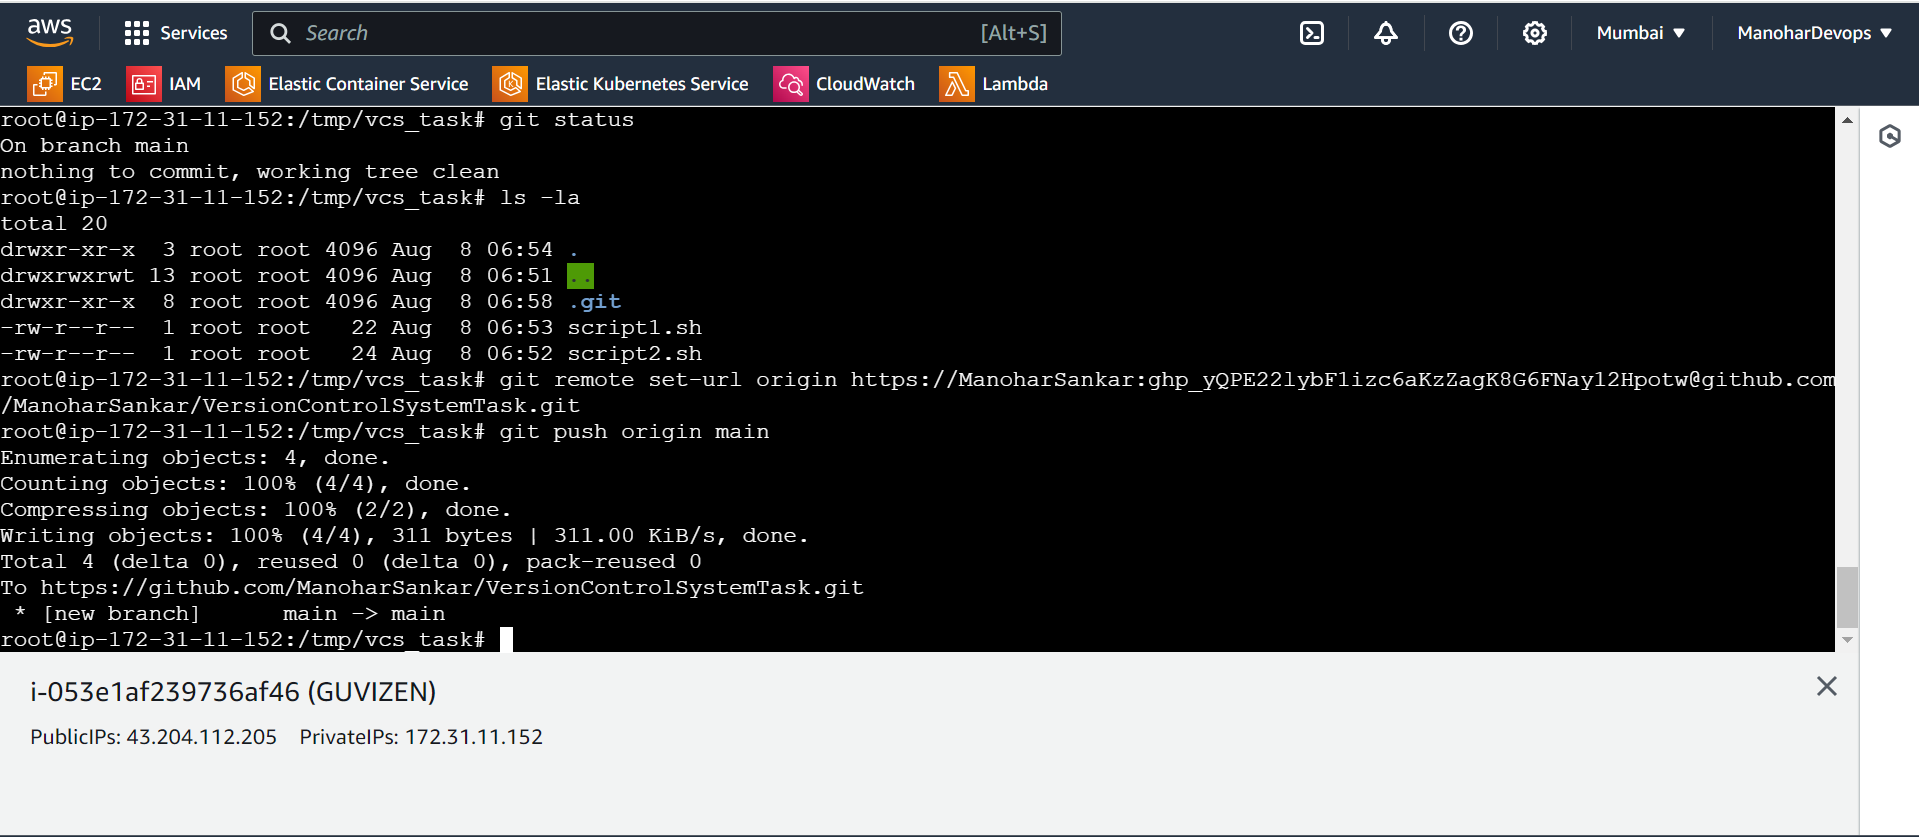 aws
Services
Search
[Alt+S]
Mumbai
ManoharDevops
EC2
IAM
Elastic Container Service
Elastic Kubernetes Service
CloudWatch
Lambda
root@ip-172-31-11-152:/tmp/vcs_task# git status
On branch main
nothing to commit, working tree clean
root@ip-172-31-11-152:/tmp/vcs_task# ls -la
total 20
drwxr-xr-x  3 root root 4096 Aug  8 06:54 .
drwxrwxrwt 13 root root 4096 Aug  8 06:51 ..
drwxr-xr-x  8 root root 4096 Aug  8 06:58 .git
-rw-r--r--  1 root root   22 Aug  8 06:53 script1.sh
-rw-r--r--  1 root root   24 Aug  8 06:52 script2.sh
root@ip-172-31-11-152:/tmp/vcs_task# git remote set-url origin https://ManoharSankar: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@github.com
/ManoharSankar/VersionControlSystemTask.git
root@ip-172-31-11-152:/tmp/vcs_task# git push origin main
Enumerating objects: 4, done.
Counting objects: 100% (4/4), done.
Compressing objects: 100% (2/2), done.
Writing objects: 100% (4/4), 311 bytes | 311.00 KiB/s, done.
Total 4 (delta 0), reused 0 (delta 0), pack-reused 0
To https://github.com/ManoharSankar/VersionControlSystemTask.git
 * [new branch]      main -> main
root@ip-172-31-11-152:/tmp/vcs_task#
i-053e1af239736af46 (GUVIZEN)
PublicIPs: 43.204.112.205    PrivateIPs: 172.31.11.152